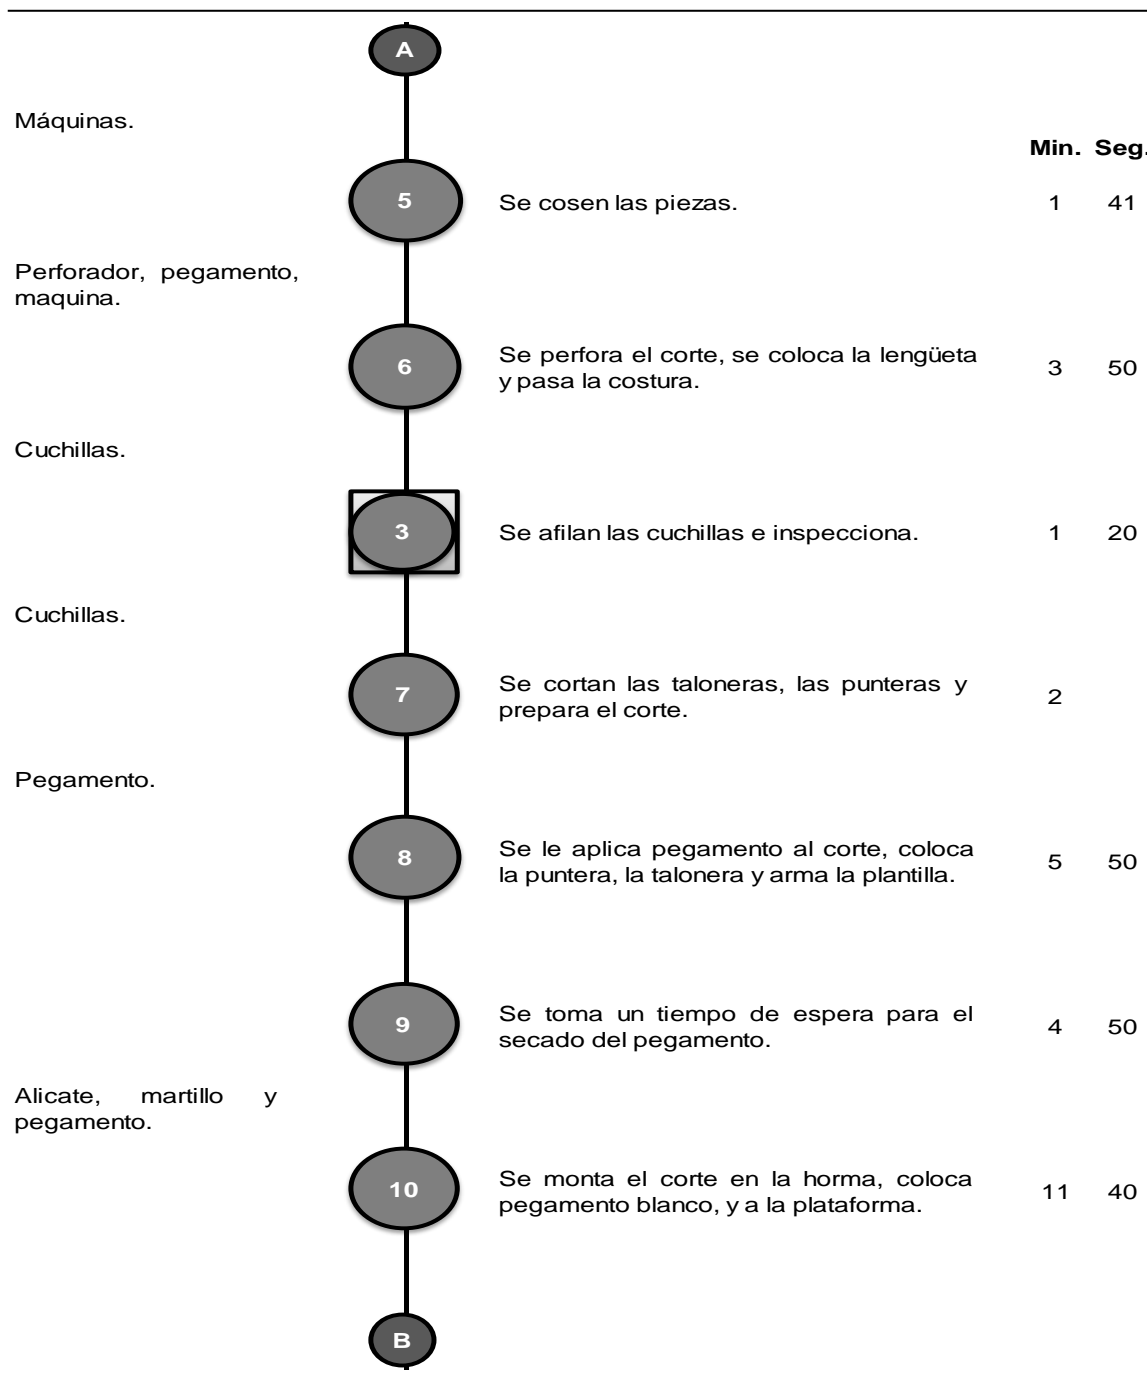 A
Máquinas.
Min. Seg.
5 Se cosen las piezas. 1 41
Perforador, pegamento,
maquina.
Se perfora el corte, se coloca la lengüeta
6 3 50
y pasa la costura.
Cuchillas.
3 Se afilan las cuchillas e inspecciona. 1 20
Cuchillas.
Se cortan las taloneras, las punteras y
7 2
prepara el corte.
Pegamento.
Se le aplica pegamento al corte, coloca
8 5 50
la puntera, la talonera y arma la plantilla.
Se toma un tiempo de espera para el
9 4 50
secado del pegamento.
Alicate, martillo y
pegamento.
Se monta el corte en la horma, coloca
10 11 40
pegamento blanco, y a la plataforma.
B